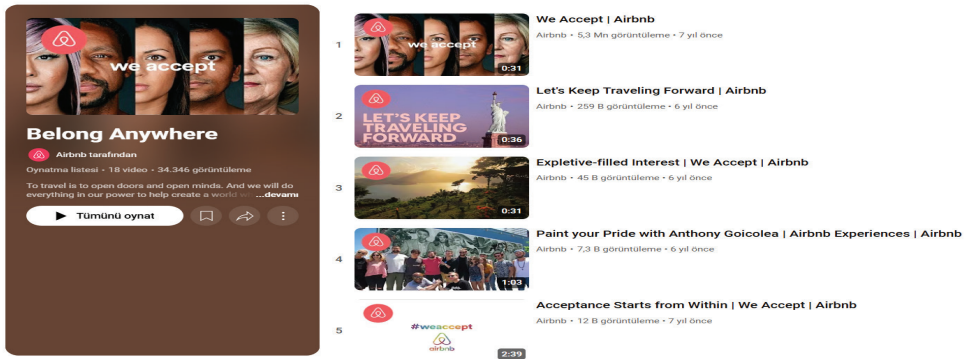 we accept
Belong Anywhere
Airbnb tarafından
Oynatma listesi • 18 video • 34.346 görüntüleme
To travel is to open doors and open minds. And we will do
everything in our power to help create a world ...devamı
Tümünü oynat
1
we accept
0:31
We Accept | Airbnb
Airbnb • 5,3 Mn görüntüleme • 7 yıl önce
2
LET'S KEEP
TRAVELING
FORWARD
0:36
Let's Keep Traveling Forward | Airbnb
Airbnb • 259 B görüntüleme • 6 yıl önce
3
0:31
Expletive-filled Interest | We Accept | Airbnb
Airbnb • 45 B görüntüleme • 6 yıl önce
4
1:03
Paint your Pride with Anthony Goicolea | Airbnb Experiences | Airbnb
Airbnb • 7,3 B görüntüleme • 6 yıl önce
5
#weaccept
airbnb
2:39
Acceptance Starts from Within | We Accept | Airbnb
Airbnb • 12 B görüntüleme • 7 yıl önce